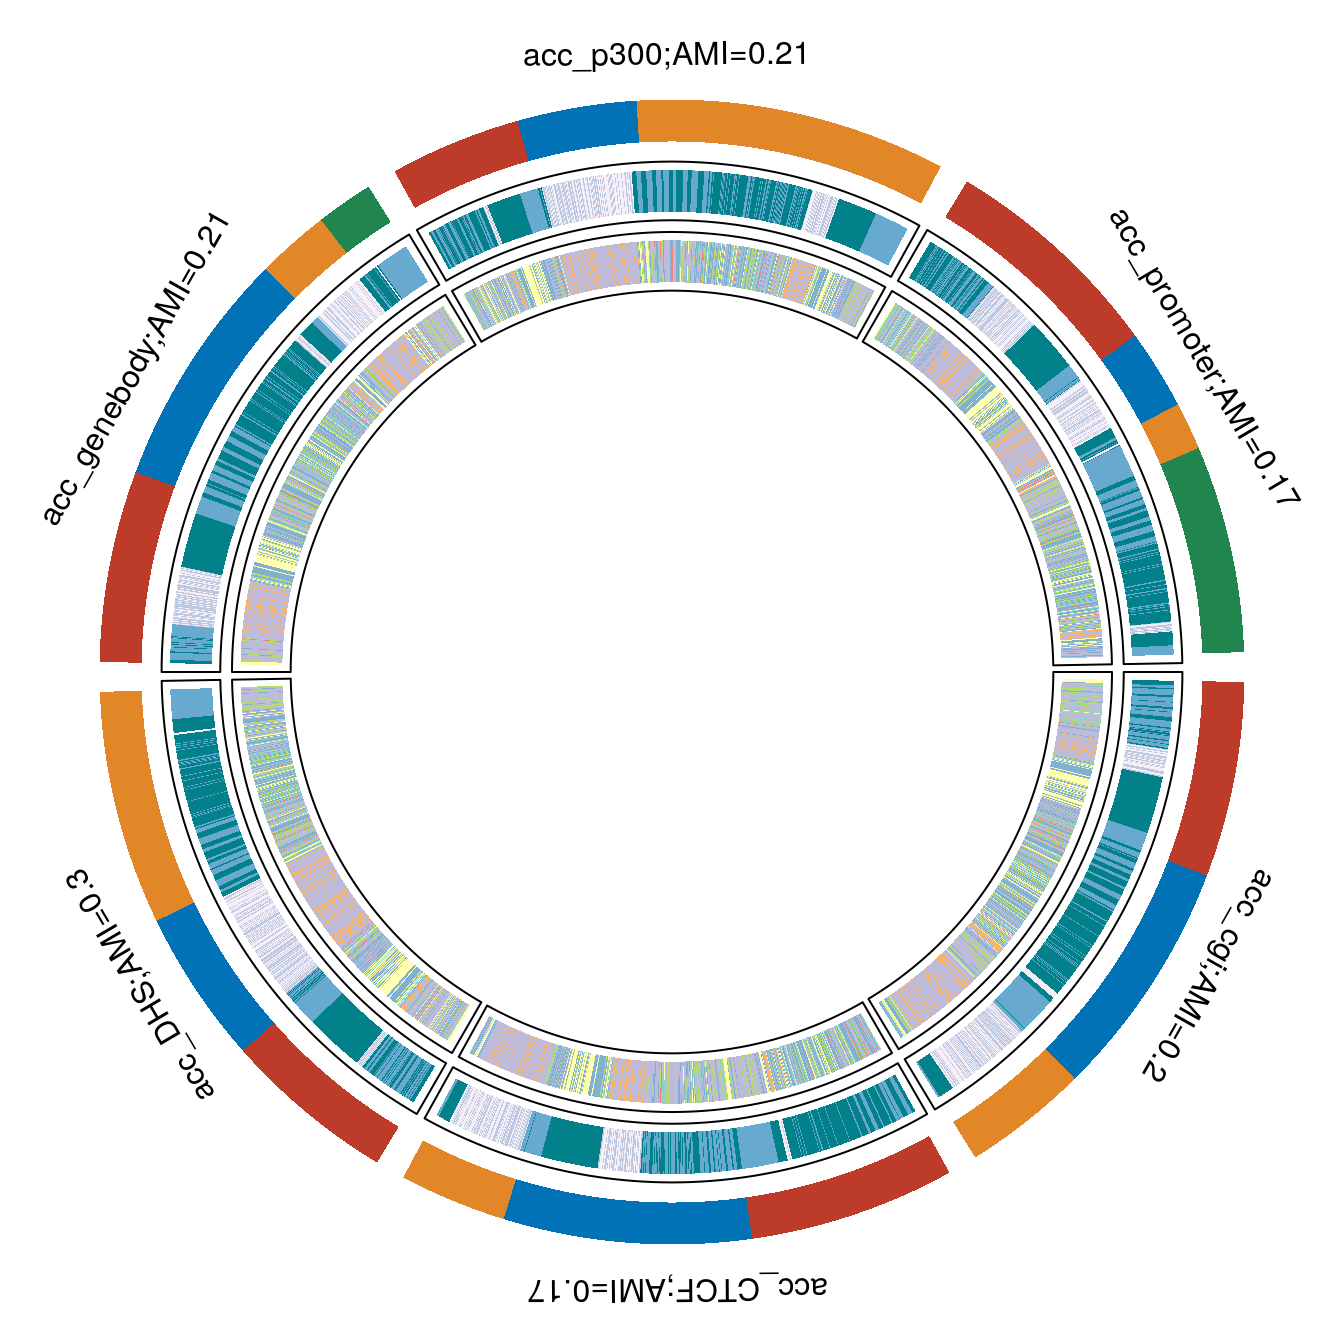 acc_p300;AMI=0.21
acc_promoter;AMI=0.17
acc_cgi;AMI=0.2
acc_CTCF;AMI=0.17
acc_DHS;AMI=0.3
acc_genebody;AMI=0.21